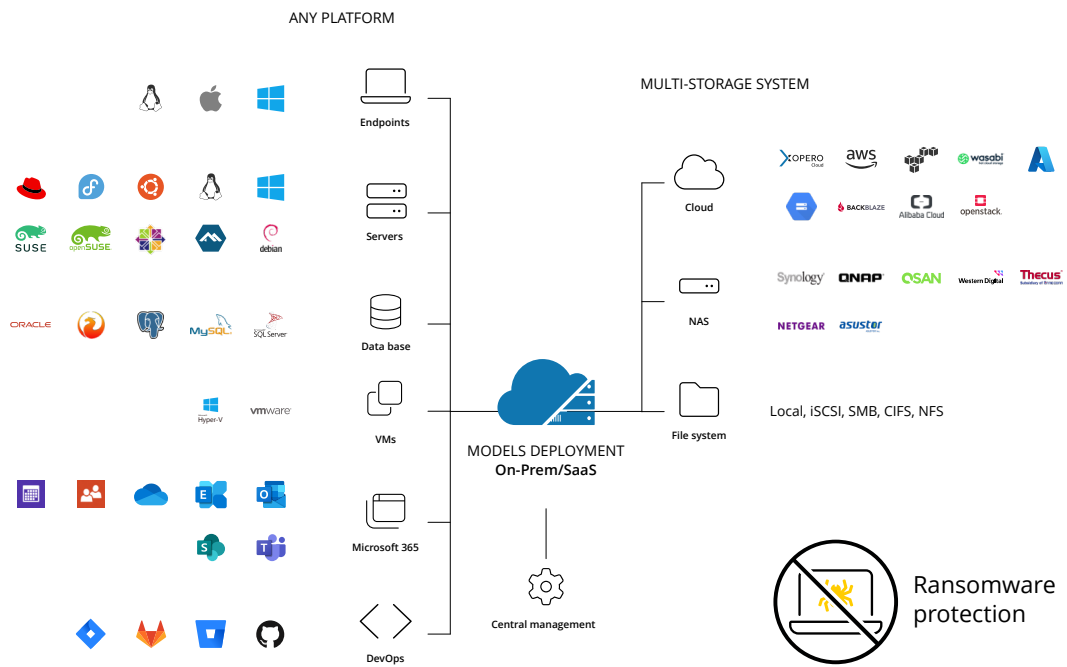 ANY PLATFORM
MULTI-STORAGE SYSTEM
Endpoints
XOPERO
Cloud
aws
wasabi
Cloud
BACKBLAZE
Alibaba Cloud
openstack.
Servers
SUSE
openSUSE
debian
Synology
QNAP
QSAN
Western Digital
Thecus
NAS
NETGEAR
asustor
ORACLE
MySQL
SQL Server
Data base
Hyper-V
vmware
VMs
File system
Local, iSCSI, SMB, CIFS, NFS
MODELS DEPLOYMENT
On-Prem/SaaS
E
O
S
T
Microsoft 365
Central management
DevOps
Ransomware
protection